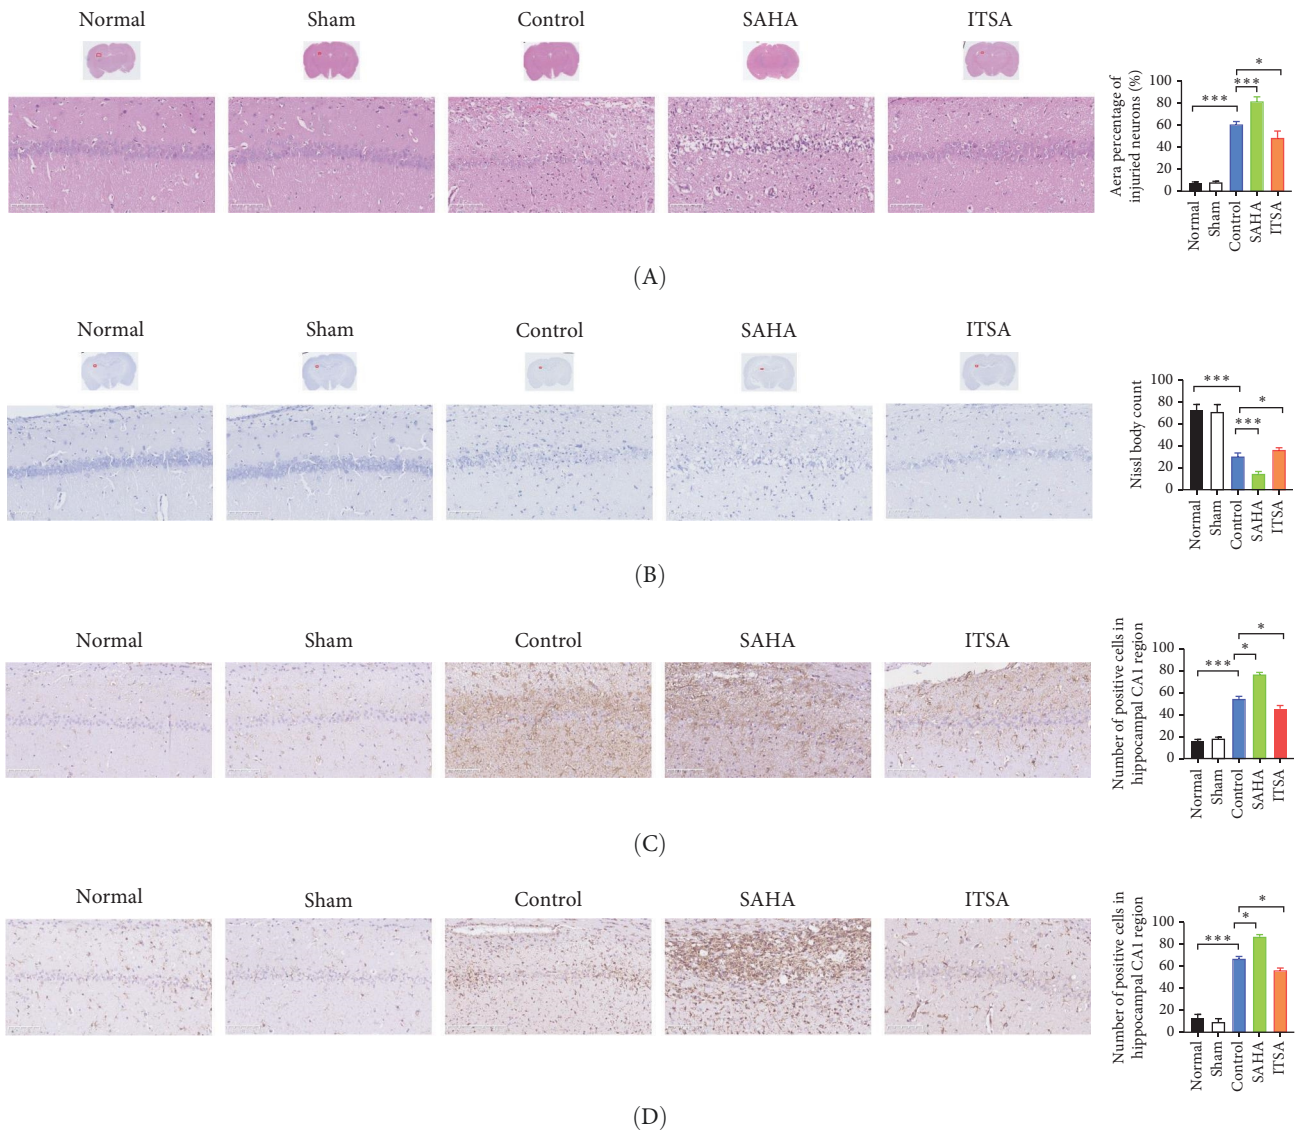 Normal Sham Control SAHA ITSA
Aera percentage of
injuried neurons (%)
100
80
60
40
20
0
***
***
*
Normal
Sham
Control
SAHA
ITSA
(A)
Normal Sham Control SAHA ITSA
Nissl body count
100
80
60
40
20
0
***
***
*
Normal
Sham
Control
SAHA
ITSA
(B)
Normal Sham Control SAHA ITSA
Number of positive cells in
hippocampal CA1 region
100
80
60
40
20
0
***
*
*
Normal
Sham
Control
SAHA
ITSA
(C)
Normal Sham Control SAHA ITSA
Number of positive cells in
hippocampal CA1 region
100
80
60
40
20
0
***
*
*
Normal
Sham
Control
SAHA
ITSA
(D)